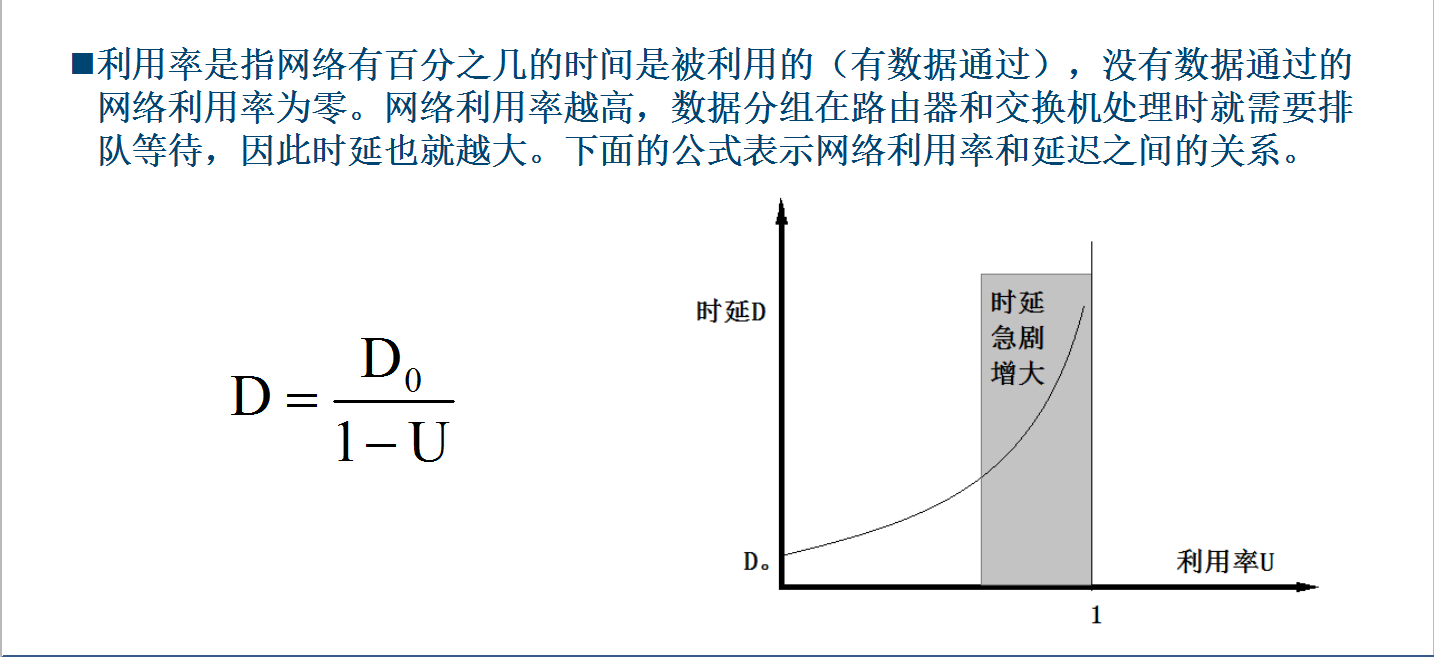 ■利用率是指网络有百分之几的时间是被利用的（有数据通过），没有数据通过的
网络利用率为零。网络利用率越高，数据分组在路由器和交换机处理时就需要排
队等待，因此时延也就越大。下面的公式表示网络利用率和延迟之间的关系。
D = D₀ / (1 − U)
时延D
时延
急剧
增大
D。
利用率U
1